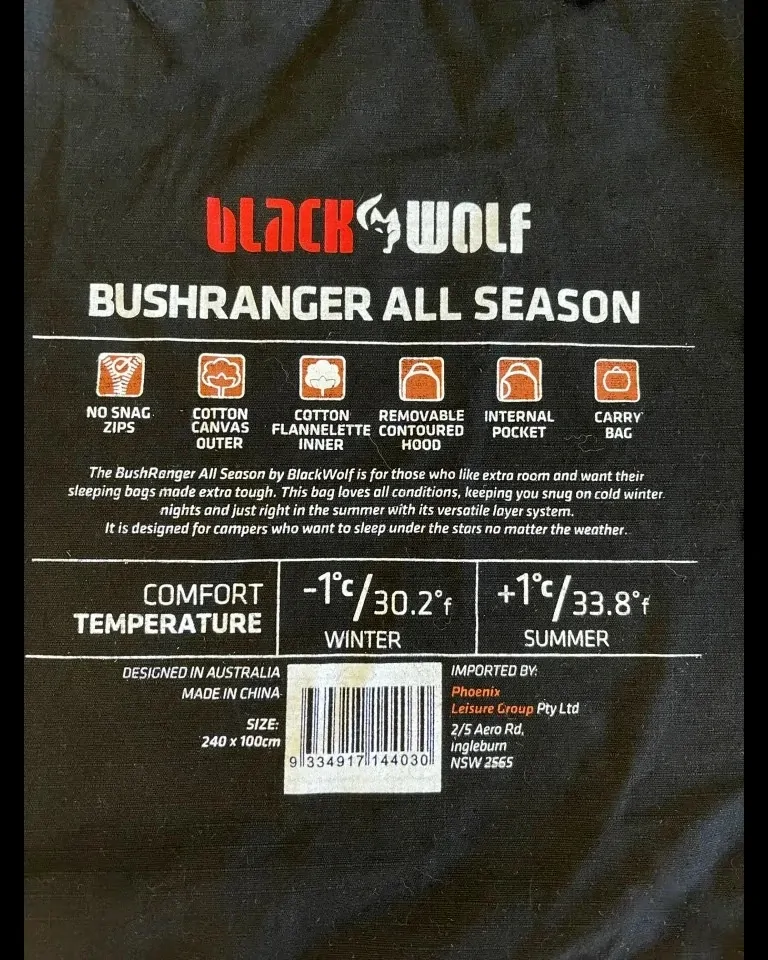 BLACK WOLF
BUSHRANGER ALL SEASON
NO SNAG
ZIPS
COTTON
CANVAS
OUTER
COTTON
FLANNELETTE
INNER
REMOVABLE
CONTOURED
HOOD
INTERNAL
POCKET
CARRY
BAG
The BushRanger All Season by BlackWolf is for those who like extra room and want their
sleeping bags made extra tough. This bag loves all conditions, keeping you snug on cold winter
nights and just right in the summer with its versatile layer system.
It is designed for campers who want to sleep under the stars no matter the weather.
COMFORT
TEMPERATURE
-1°c/30.2°f
WINTER
+1°c/33.8°f
SUMMER
DESIGNED IN AUSTRALIA
MADE IN CHINA
SIZE:
240 x 100cm
9 334917 144030
IMPORTED BY:
Phoenix
Leisure Group Pty Ltd
2/5 Aero Rd,
ingleburn
NSW 2565